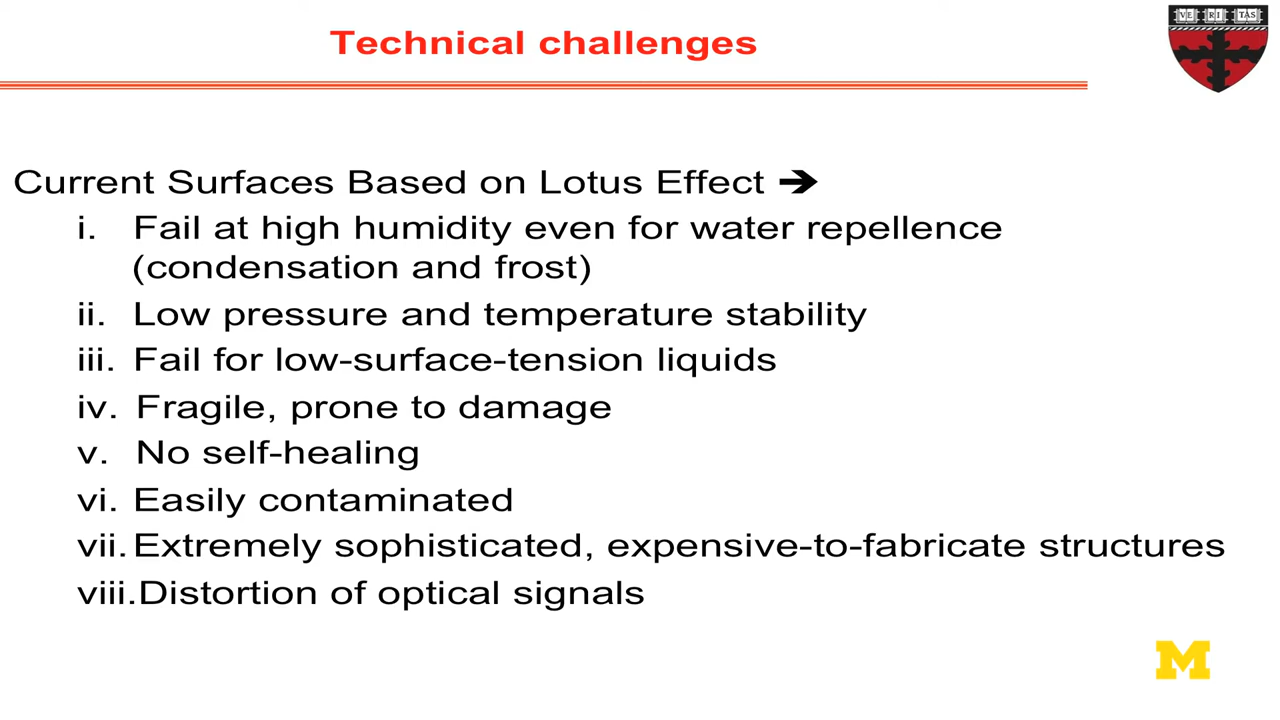 Technical challenges
VE RI TAS
Current Surfaces Based on Lotus Effect ➔
i. Fail at high humidity even for water repellence
(condensation and frost)
ii. Low pressure and temperature stability
iii. Fail for low-surface-tension liquids
iv. Fragile, prone to damage
v. No self-healing
vi. Easily contaminated
vii. Extremely sophisticated, expensive-to-fabricate structures
viii. Distortion of optical signals
M